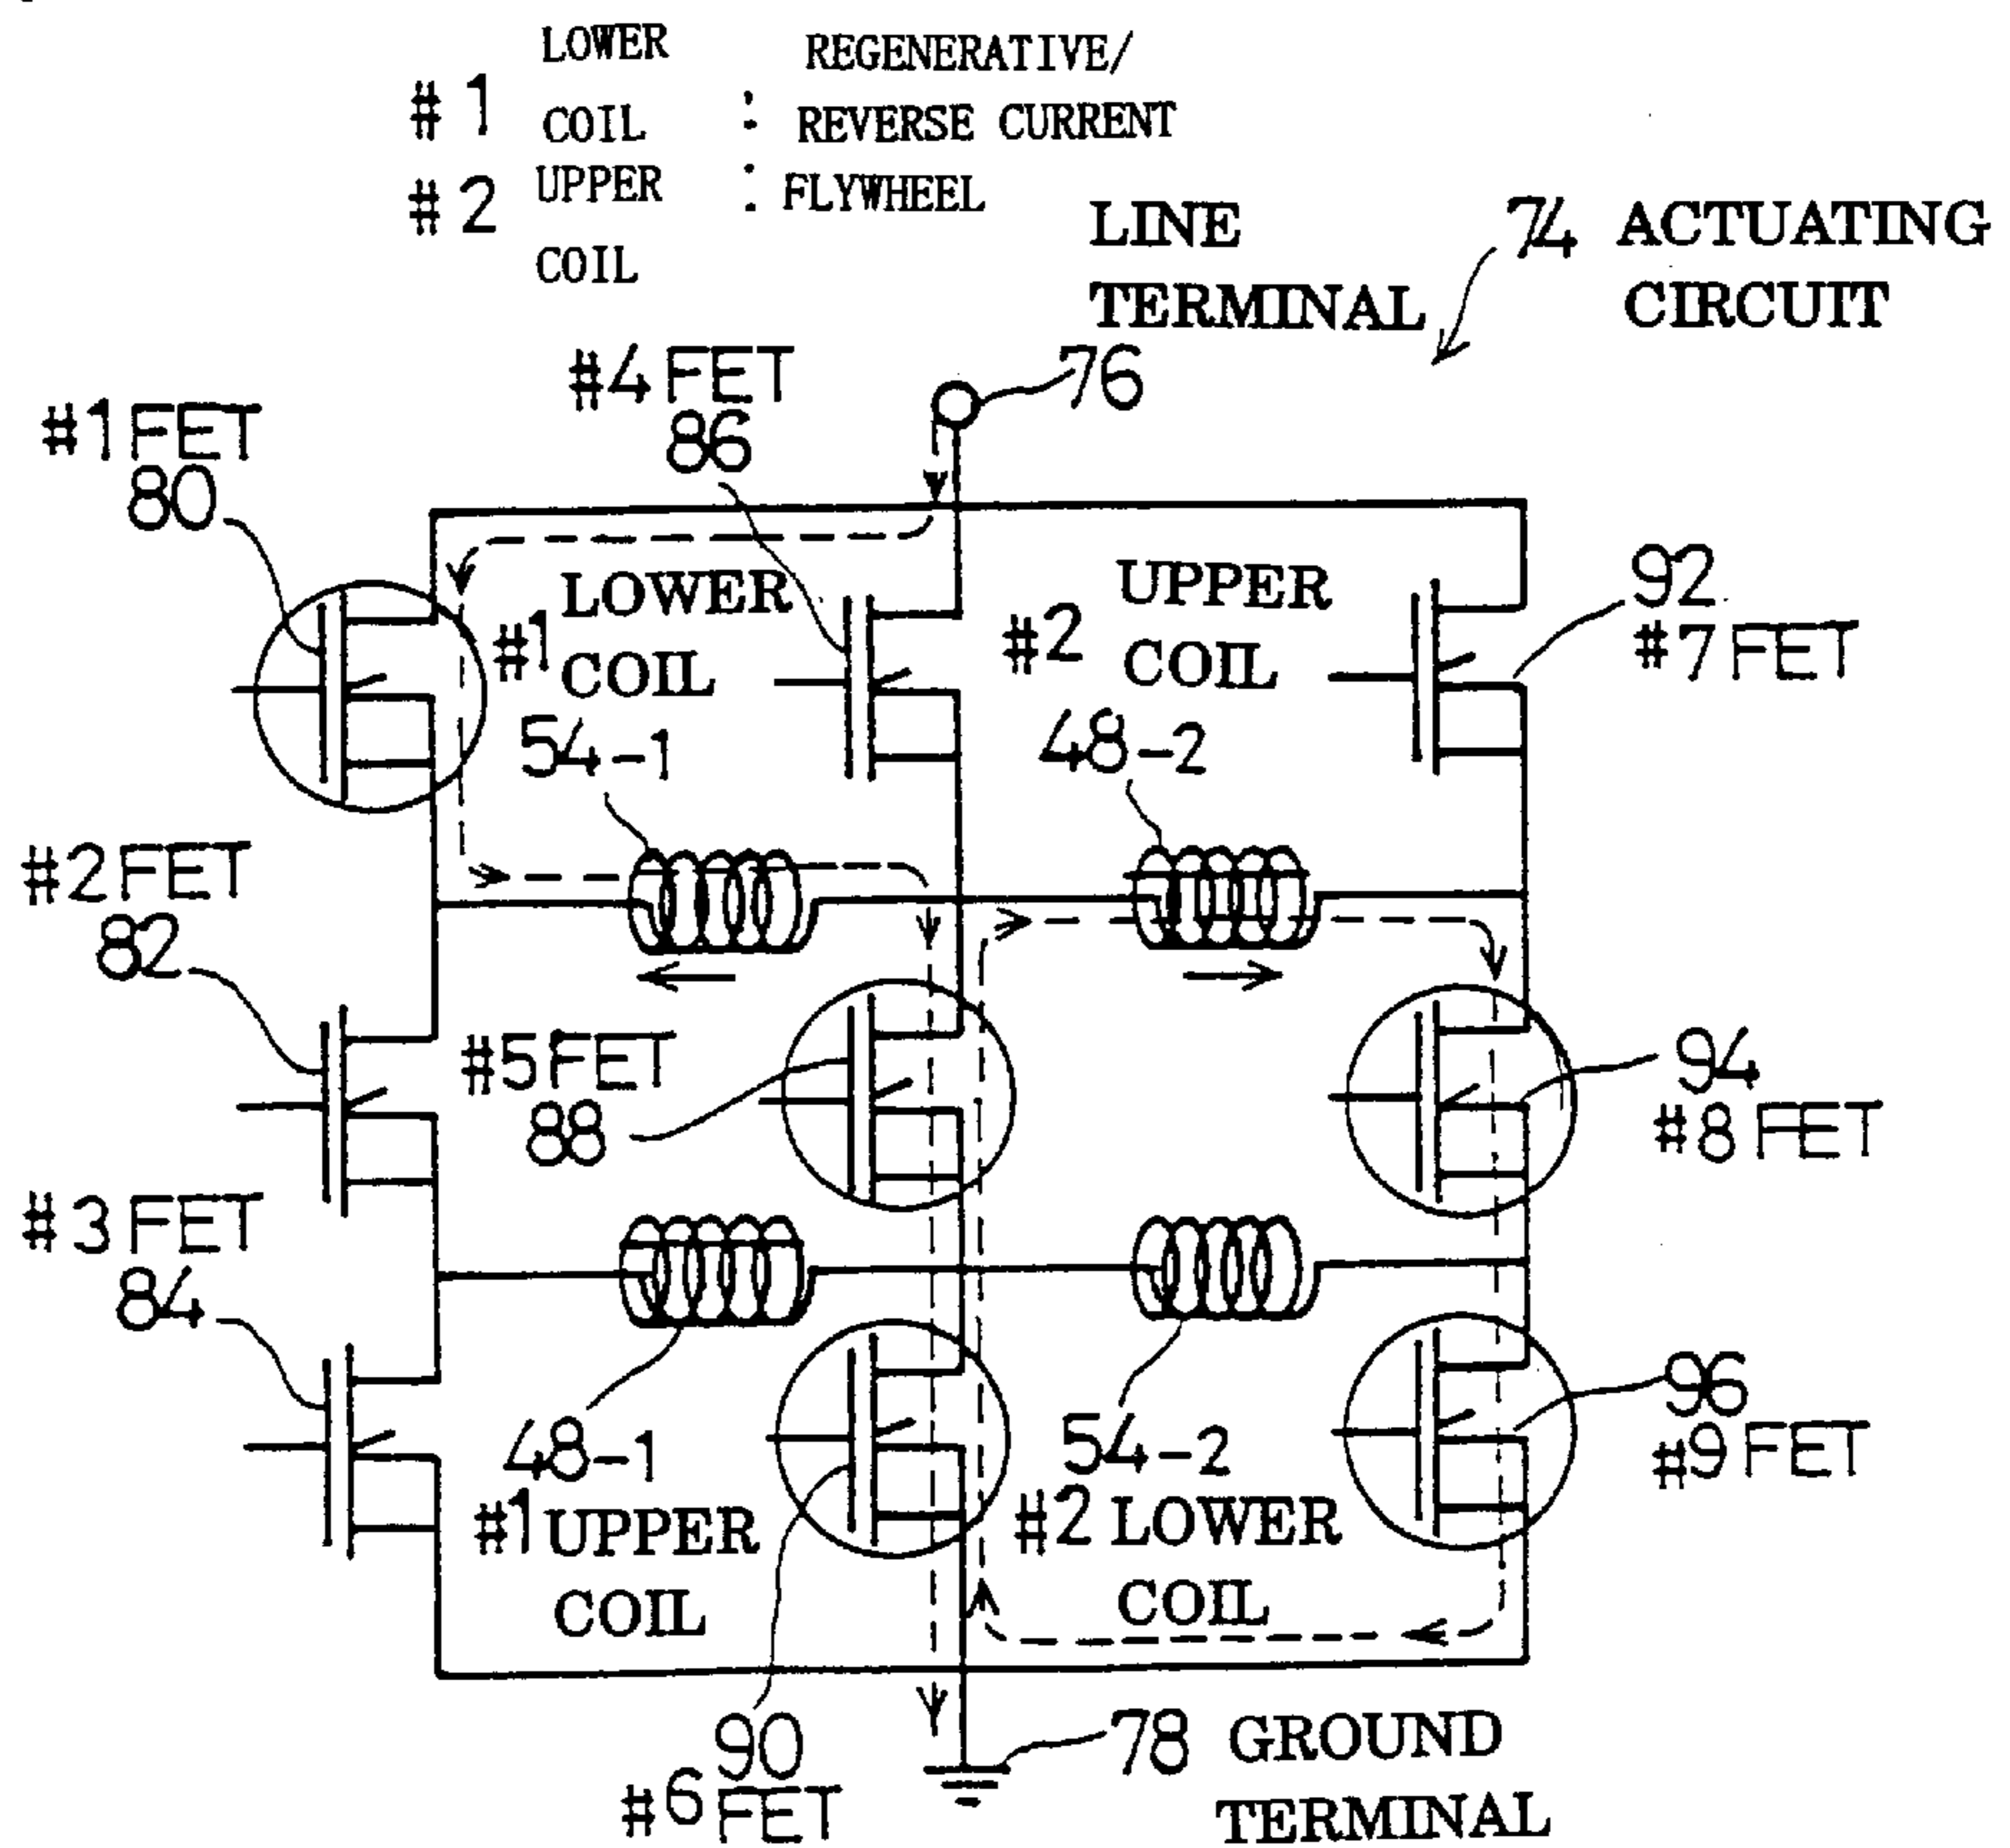 LOWER REGENERATIVE/
#1 COIL : REVERSE CURRENT
#2 UPPER : FLYWHEEL
COIL
LINE TERMINAL
74 ACTUATING CIRCUIT
76
#1 FET
80
#4 FET
86
#1 LOWER COIL
54-1
#2 UPPER COIL
48-2
92
#7 FET
#2 FET
82
#5 FET
88
94
#8 FET
#3 FET
84
48-1
#1 UPPER COIL
54-2
#2 LOWER COIL
96
#9 FET
90
#6 FET
78 GROUND TERMINAL